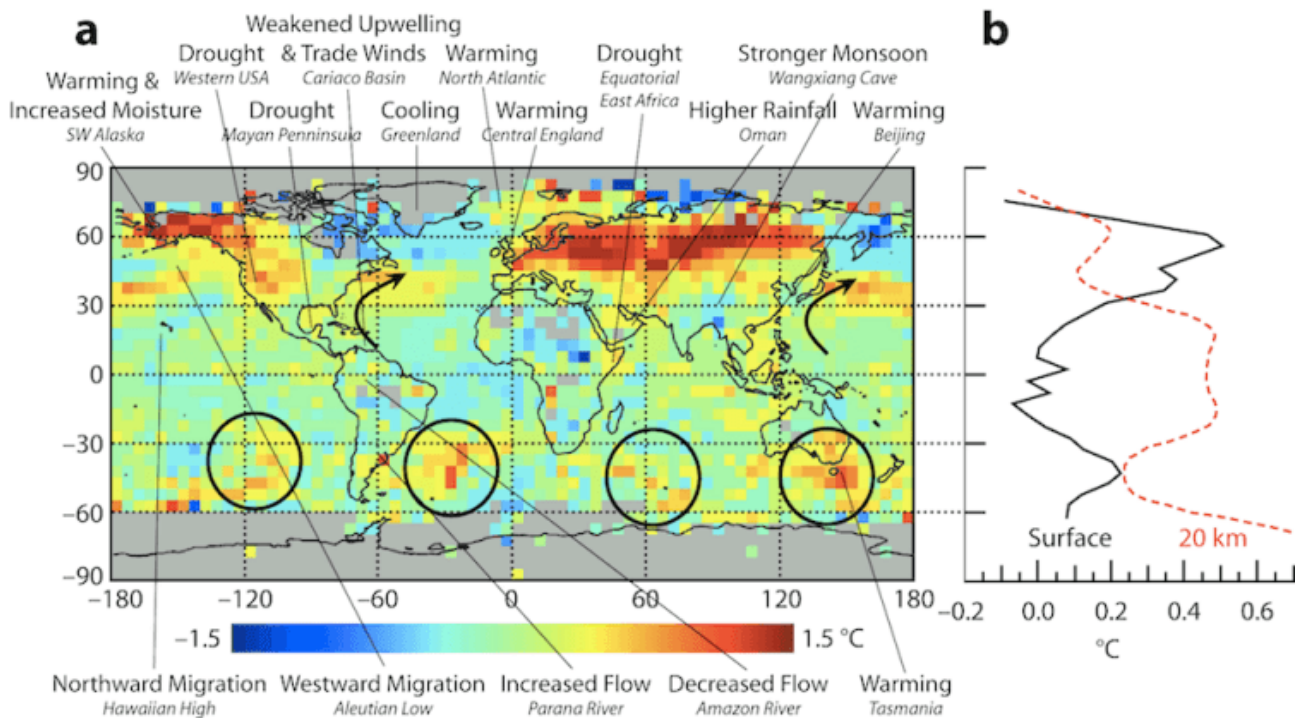 a
b
Weakened Upwelling
Drought & Trade Winds Warming Drought Stronger Monsoon
Western USA Cariaco Basin North Atlantic Equatorial Wangxiang Cave
Warming & East Africa
Increased Moisture Drought Cooling Warming Higher Rainfall Warming
SW Alaska Mayan Penninsula Greenland Central England Oman Beijing
90
60
30
0
−30
−60
−90
−180 −120 −60 0 60 120 180
−1.5 1.5 °C
Surface 20 km
−0.2 0.0 0.2 0.4 0.6
°C
Northward Migration Westward Migration Increased Flow Decreased Flow Warming
Hawaiian High Aleutian Low Parana River Amazon River Tasmania